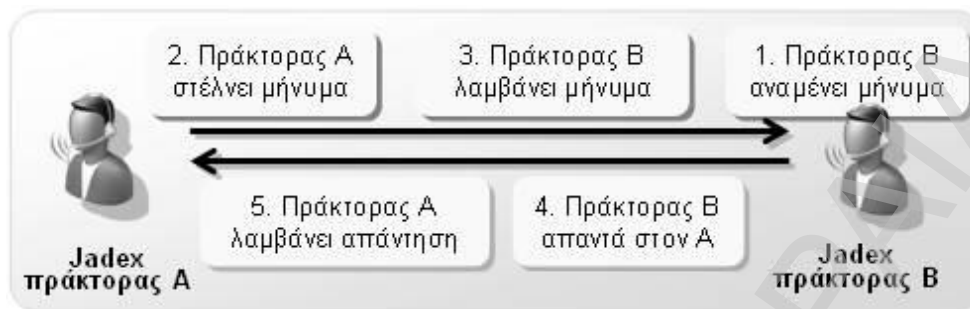 2. Πράκτορας Α
στέλνει μήνυμα
3. Πράκτορας Β
λαμβάνει μήνυμα
1. Πράκτορας Β
αναμένει μήνυμα
5. Πράκτορας Α
λαμβάνει απάντηση
4. Πράκτορας Β
απαντά στον Α
Jadex
πράκτορας Α
Jadex
πράκτορας Β